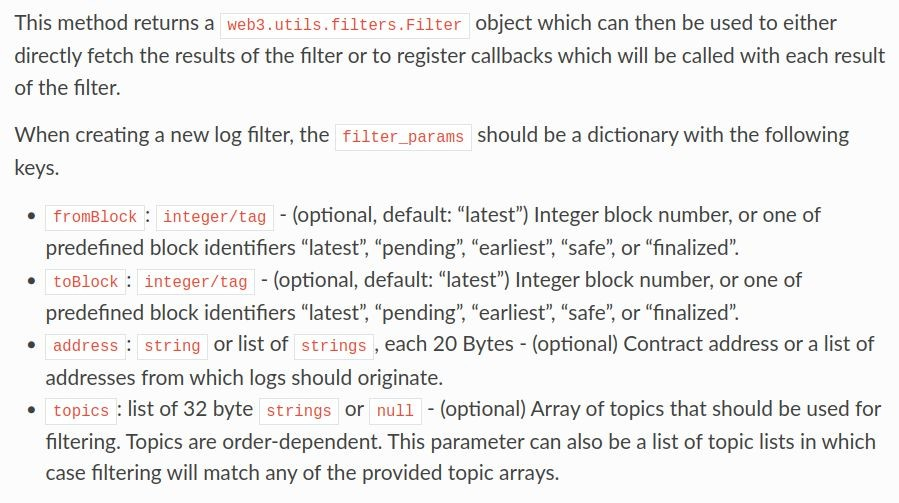 This method returns a web3.utils.filters.Filter object which can then be used to either
directly fetch the results of the filter or to register callbacks which will be called with each result
of the filter.
When creating a new log filter, the filter_params should be a dictionary with the following
keys.
• fromBlock: integer/tag - (optional, default: “latest”) Integer block number, or one of
predefined block identifiers “latest”, “pending”, “earliest”, “safe”, or “finalized”.
• toBlock: integer/tag - (optional, default: “latest”) Integer block number, or one of
predefined block identifiers “latest”, “pending”, “earliest”, “safe”, or “finalized”.
• address: string or list of strings, each 20 Bytes - (optional) Contract address or a list of
addresses from which logs should originate.
• topics: list of 32 byte strings or null - (optional) Array of topics that should be used for
filtering. Topics are order-dependent. This parameter can also be a list of topic lists in which
case filtering will match any of the provided topic arrays.